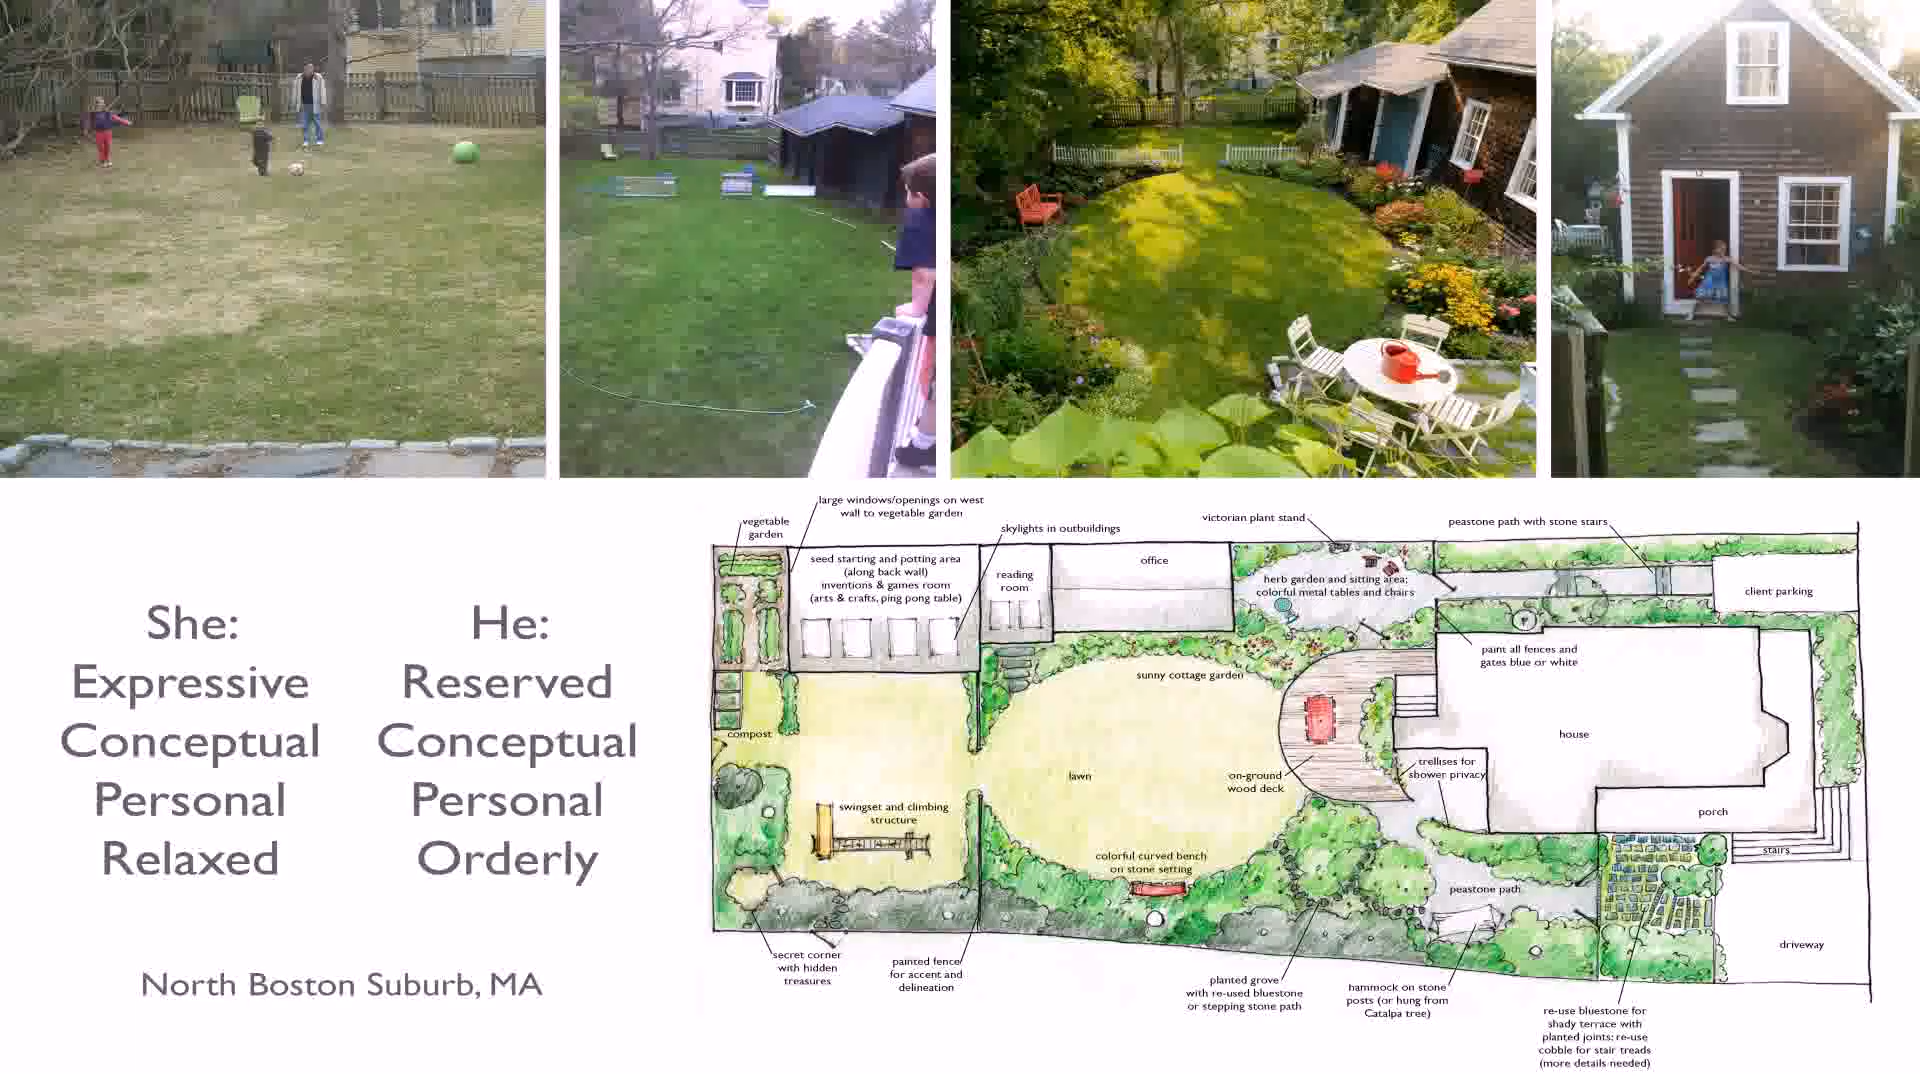 She:
Expressive
Conceptual
Personal
Relaxed
He:
Reserved
Conceptual
Personal
Orderly
North Boston Suburb, MA
large windows/openings on west
wall to vegetable garden
vegetable
garden
skylights in outbuildings
victorian plant stand
peastone path with stone stairs
seed starting and potting area
(along back wall)
inventions & games room
(arts & crafts, ping pong table)
reading
room
office
herb garden and sitting area;
colorful metal tables and chairs
client parking
paint all fences and
gates blue or white
sunny cottage garden
compost
lawn
on-ground
wood deck
trellises for
shower privacy
house
swingset and climbing
structure
porch
colorful curved bench
on stone setting
stairs
peastone path
driveway
secret corner
with hidden
treasures
painted fence
for accent and
delineation
planted grove
with re-used bluestone
or stepping stone path
hammock on stone
posts (or hung from
Catalpa tree)
re-use bluestone for
shady terrace with
planted joints; re-use
cobble for stair treads
(more details needed)